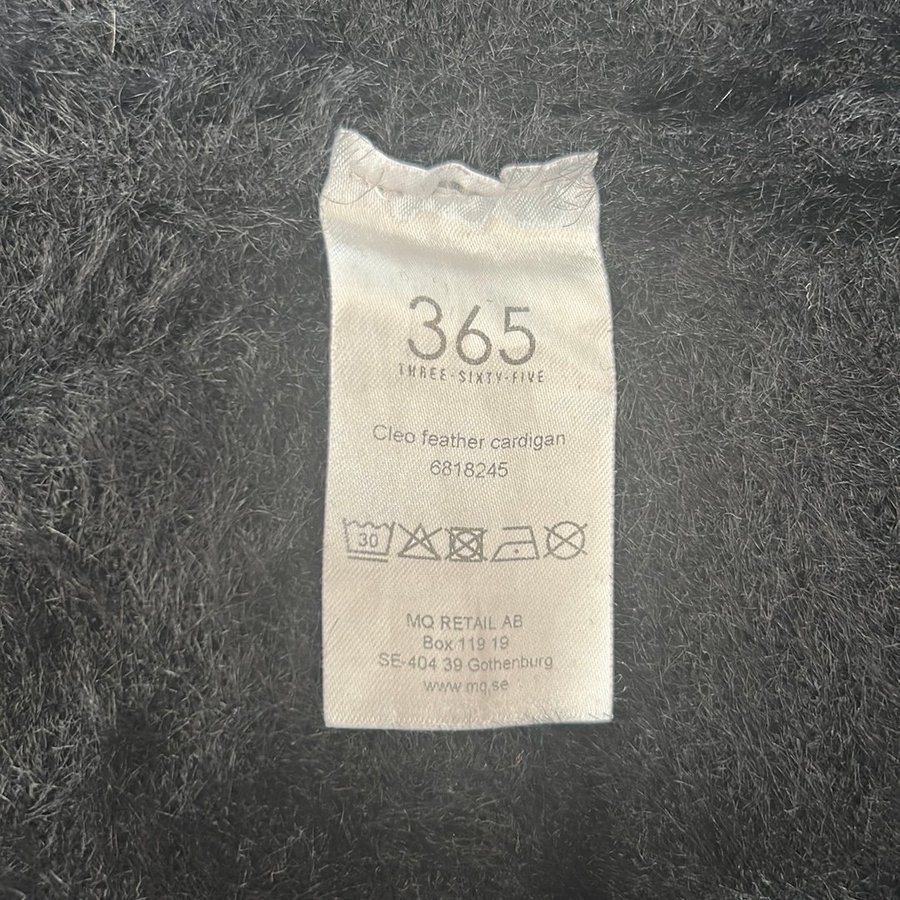 365
THREE-SIXTY-FIVE
Cleo feather cardigan
6818245
30
MQ RETAIL AB
Box 119 19
SE-404 39 Gothenburg
www.mq.se